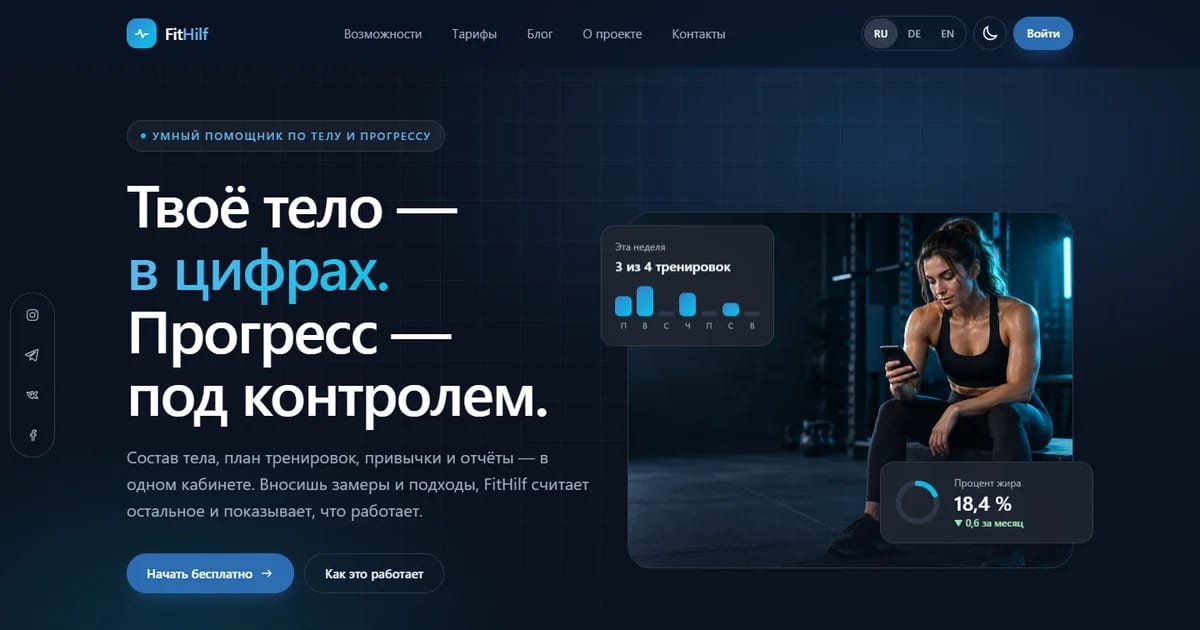 FitHilf
Возможности
Тарифы
Блог
О проекте
Контакты
RU
DE
EN
Войти
УМНЫЙ ПОМОЩНИК ПО ТЕЛУ И ПРОГРЕССУ
Твоё тело —
в цифрах.
Прогресс —
под контролем.
Состав тела, план тренировок, привычки и отчёты — в
одном кабинете. Вносишь замеры и подходы, FitHilf считает
остальное и показывает, что работает.
Начать бесплатно →
Как это работает
Эта неделя
3 из 4 тренировок
П В С Ч П С В
Процент жира
18,4 %
▼ 0,6 за месяц